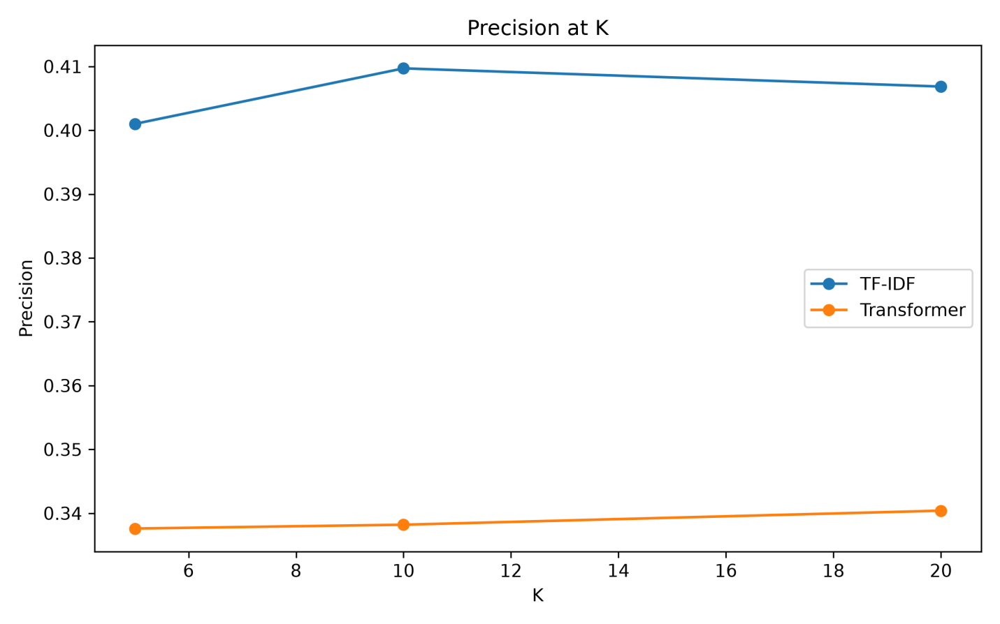 Precision at K
0.41
0.40
0.39
0.38
0.37
0.36
0.35
0.34
Precision
TF-IDF
Transformer
6 8 10 12 14 16 18 20
K